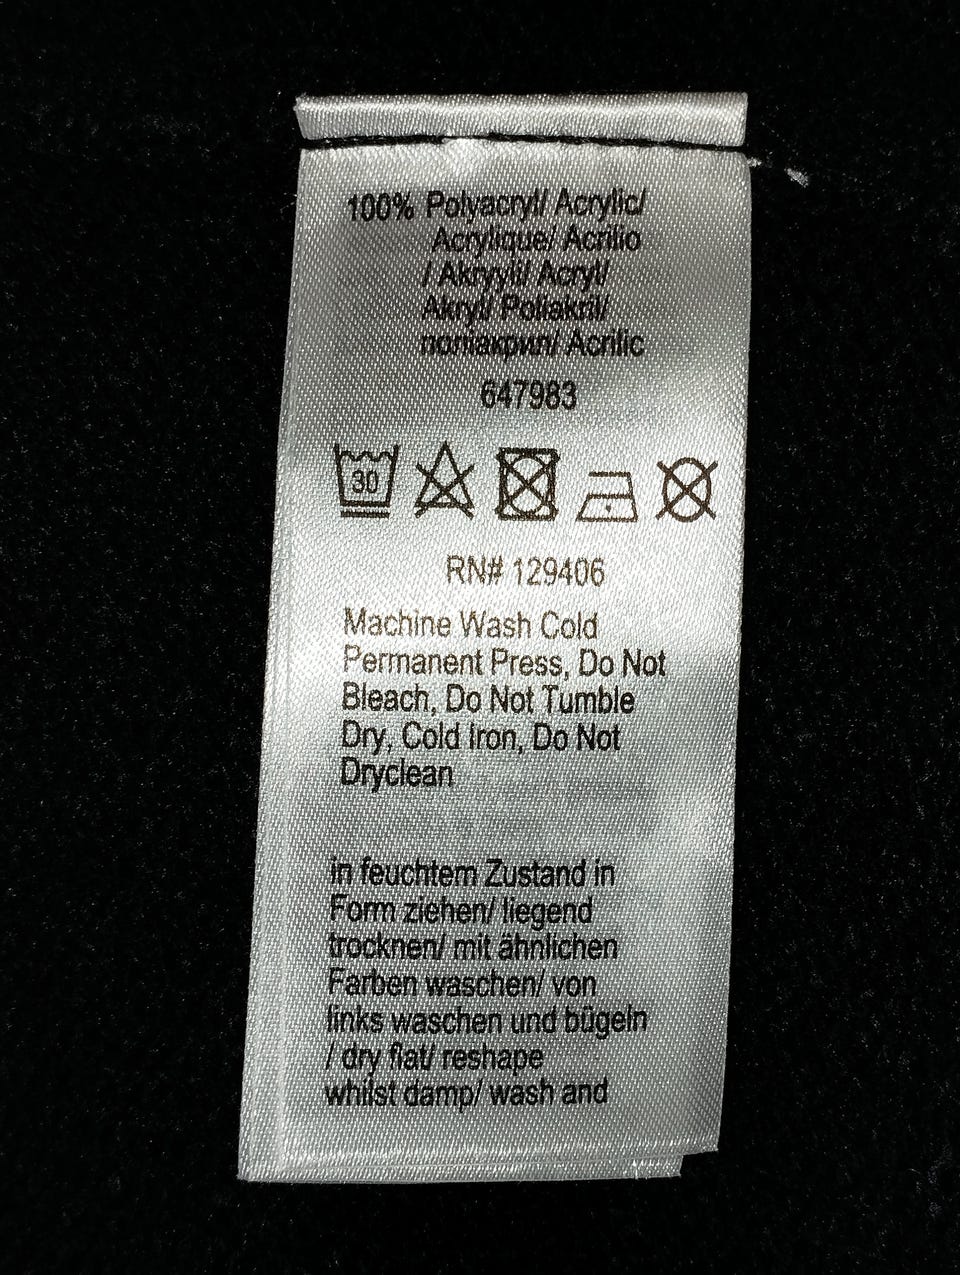 100% Polyacryl/ Acrylic/
Acrylique/ Acrilio
/ Akryyli/ Acryl/
Akryl/ Poliakril/
поліакрил/ Acrilic
647983
30
RN# 129406
Machine Wash Cold
Permanent Press, Do Not
Bleach, Do Not Tumble
Dry, Cold Iron, Do Not
Dryclean
in feuchtem Zustand in
Form ziehen/ liegend
trocknen/ mit ähnlichen
Farben waschen/ von
links waschen und bügeln
/ dry flat/ reshape
whilst damp/ wash and